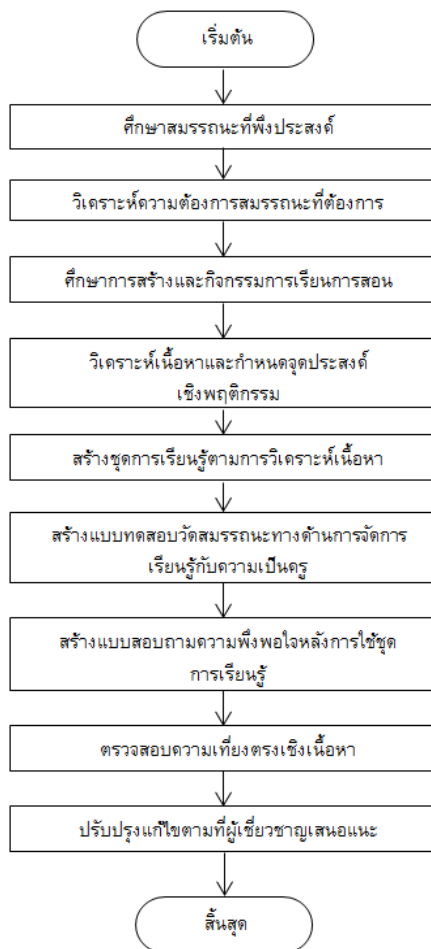 เริ่มต้น
ศึกษาสมรรถนะที่พึงประสงค์
วิเคราะห์ความต้องการสมรรถนะที่ต้องการ
ศึกษาการสร้างและกิจกรรมการเรียนการสอน
วิเคราะห์เนื้อหาและกำหนดจุดประสงค์
เชิงพฤติกรรม
สร้างชุดการเรียนรู้ตามการวิเคราะห์เนื้อหา
สร้างแบบทดสอบวัดสมรรถนะทางด้านการจัดการ
เรียนรู้กับความเป็นครู
สร้างแบบสอบถามความพึงพอใจหลังการใช้ชุด
การเรียนรู้
ตรวจสอบความเที่ยงตรงเชิงเนื้อหา
ปรับปรุงแก้ไขตามที่ผู้เชี่ยวชาญเสนอแนะ
สิ้นสุด